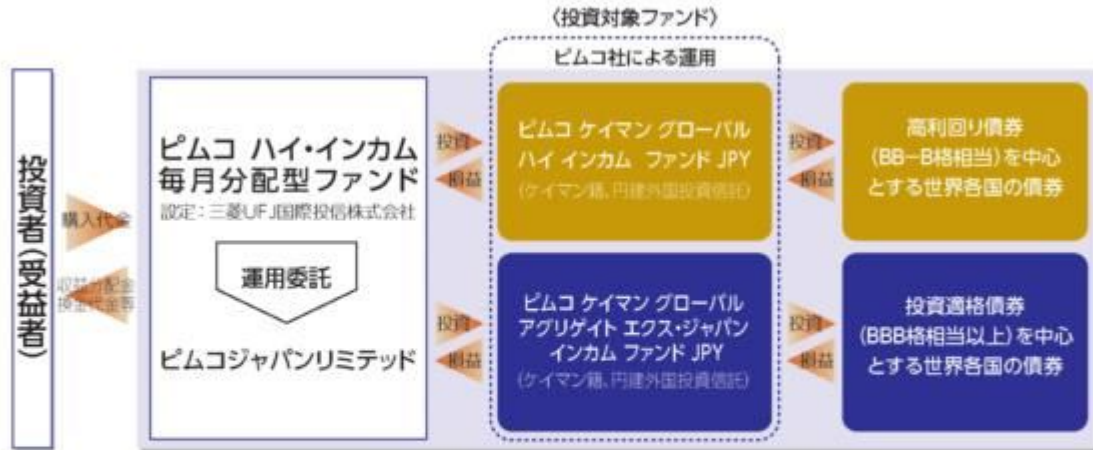 〈投資対象ファンド〉
ピムコ社による運用
投資者(受益者)
購入代金
収益分配金
換金代金等
ピムコ ハイ・インカム
毎月分配型ファンド
設定:三菱UFJ国際投信株式会社
運用委託
ピムコジャパンリミテッド
投資
損益
ピムコ ケイマン グローバル
ハイ インカム ファンド JPY
(ケイマン籍、円建外国投資信託)
投資
損益
高利回り債券
(BB−B格相当)を中心
とする世界各国の債券
投資
損益
ピムコ ケイマン グローバル
アグリゲイト エクス・ジャパン
インカム ファンド JPY
(ケイマン籍、円建外国投資信託)
投資
損益
投資適格債券
(BBB格相当以上)を中心
とする世界各国の債券